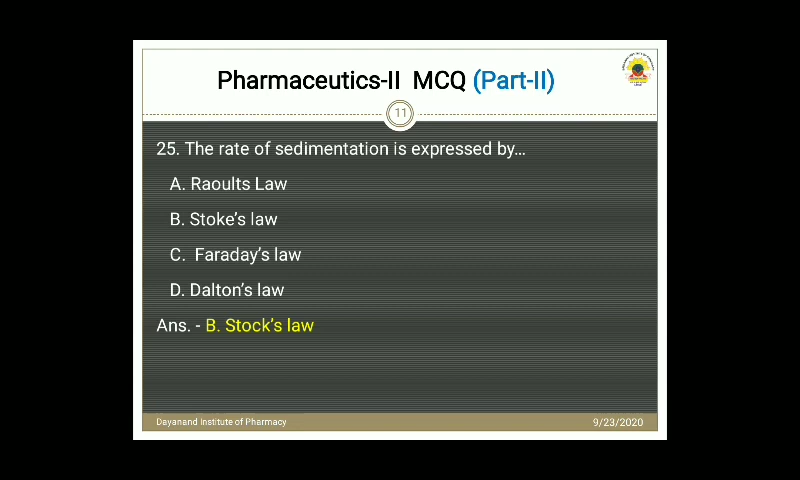 Pharmaceutics-II MCQ (Part-II)
11
25. The rate of sedimentation is expressed by...
A. Raoults Law
B. Stoke's law
C. Faraday's law
D. Dalton's law
Ans. - B. Stock's law
Dayanand Institute of Pharmacy
9/23/2020